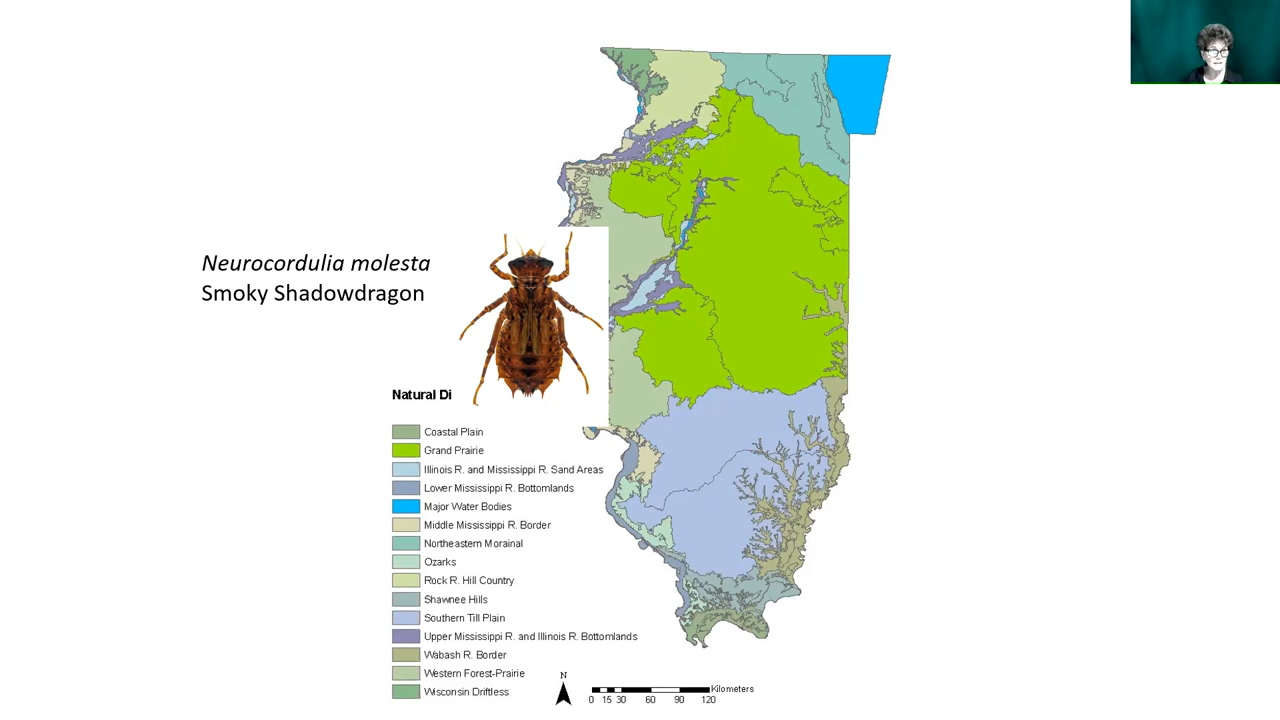 Neurocordulia molesta
Smoky Shadowdragon
Natural Di
Coastal Plain
Grand Prairie
Illinois R. and Mississippi R. Sand Areas
Lower Mississippi R. Bottomlands
Major Water Bodies
Middle Mississippi R. Border
Northeastern Morainal
Ozarks
Rock R. Hill Country
Shawnee Hills
Southern Till Plain
Upper Mississippi R. and Illinois R. Bottomlands
Wabash R. Border
Western Forest-Prairie
Wisconsin Driftless
N
Kilometers
0 15 30 60 90 120